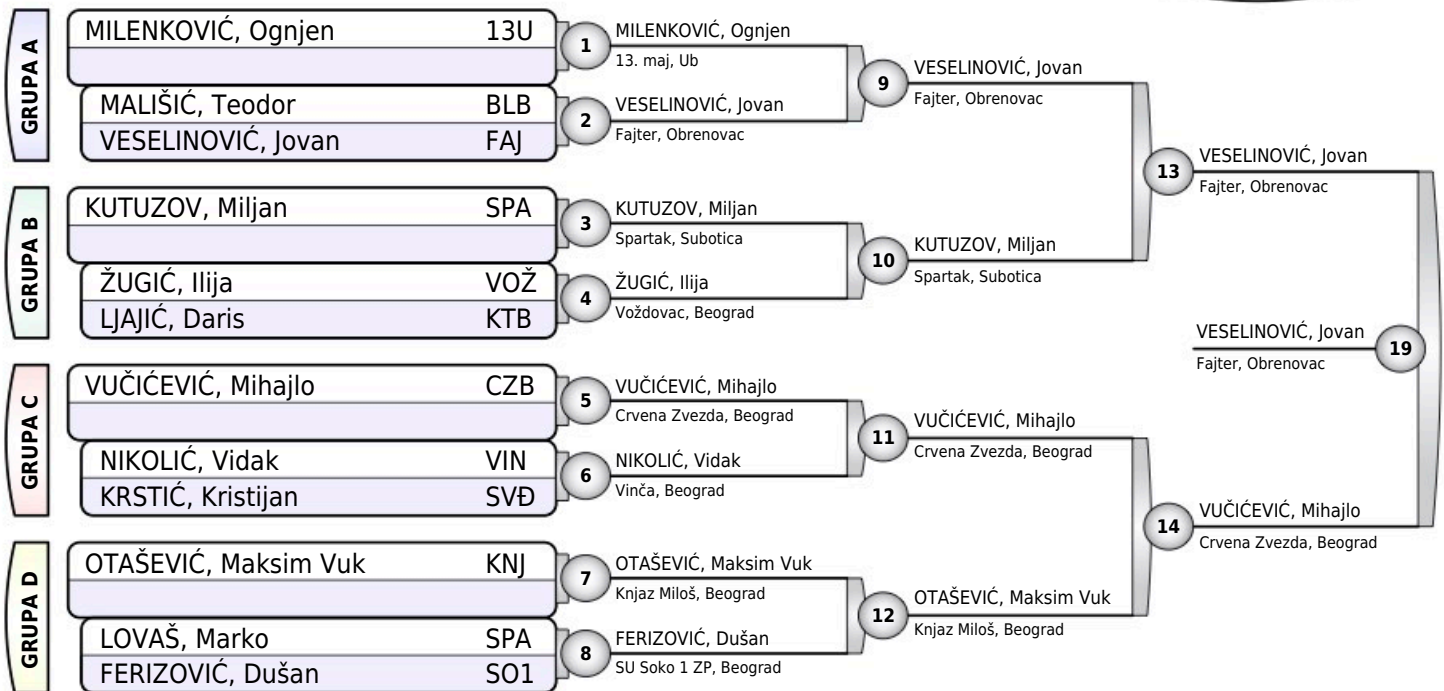 GRUPA A
MILENKOVIĆ, Ognjen 13U
MALIŠIĆ, Teodor BLB
VESELINOVIĆ, Jovan FAJ
GRUPA B
KUTUZOV, Miljan SPA
ŽUGIĆ, Ilija VOŽ
LJAJIĆ, Daris KTB
GRUPA C
VUČIĆEVIĆ, Mihajlo CZB
NIKOLIĆ, Vidak VIN
KRSTIĆ, Kristijan SVĐ
GRUPA D
OTAŠEVIĆ, Maksim Vuk KNJ
LOVAŠ, Marko SPA
FERIZOVIĆ, Dušan SO1
1
MILENKOVIĆ, Ognjen
13. maj, Ub
2
VESELINOVIĆ, Jovan
Fajter, Obrenovac
3
KUTUZOV, Miljan
Spartak, Subotica
4
ŽUGIĆ, Ilija
Voždovac, Beograd
5
VUČIĆEVIĆ, Mihajlo
Crvena Zvezda, Beograd
6
NIKOLIĆ, Vidak
Vinča, Beograd
7
OTAŠEVIĆ, Maksim Vuk
Knjaz Miloš, Beograd
8
FERIZOVIĆ, Dušan
SU Soko 1 ZP, Beograd
9
VESELINOVIĆ, Jovan
Fajter, Obrenovac
10
KUTUZOV, Miljan
Spartak, Subotica
11
VUČIĆEVIĆ, Mihajlo
Crvena Zvezda, Beograd
12
OTAŠEVIĆ, Maksim Vuk
Knjaz Miloš, Beograd
13
VESELINOVIĆ, Jovan
Fajter, Obrenovac
14
VUČIĆEVIĆ, Mihajlo
Crvena Zvezda, Beograd
VESELINOVIĆ, Jovan
Fajter, Obrenovac
19